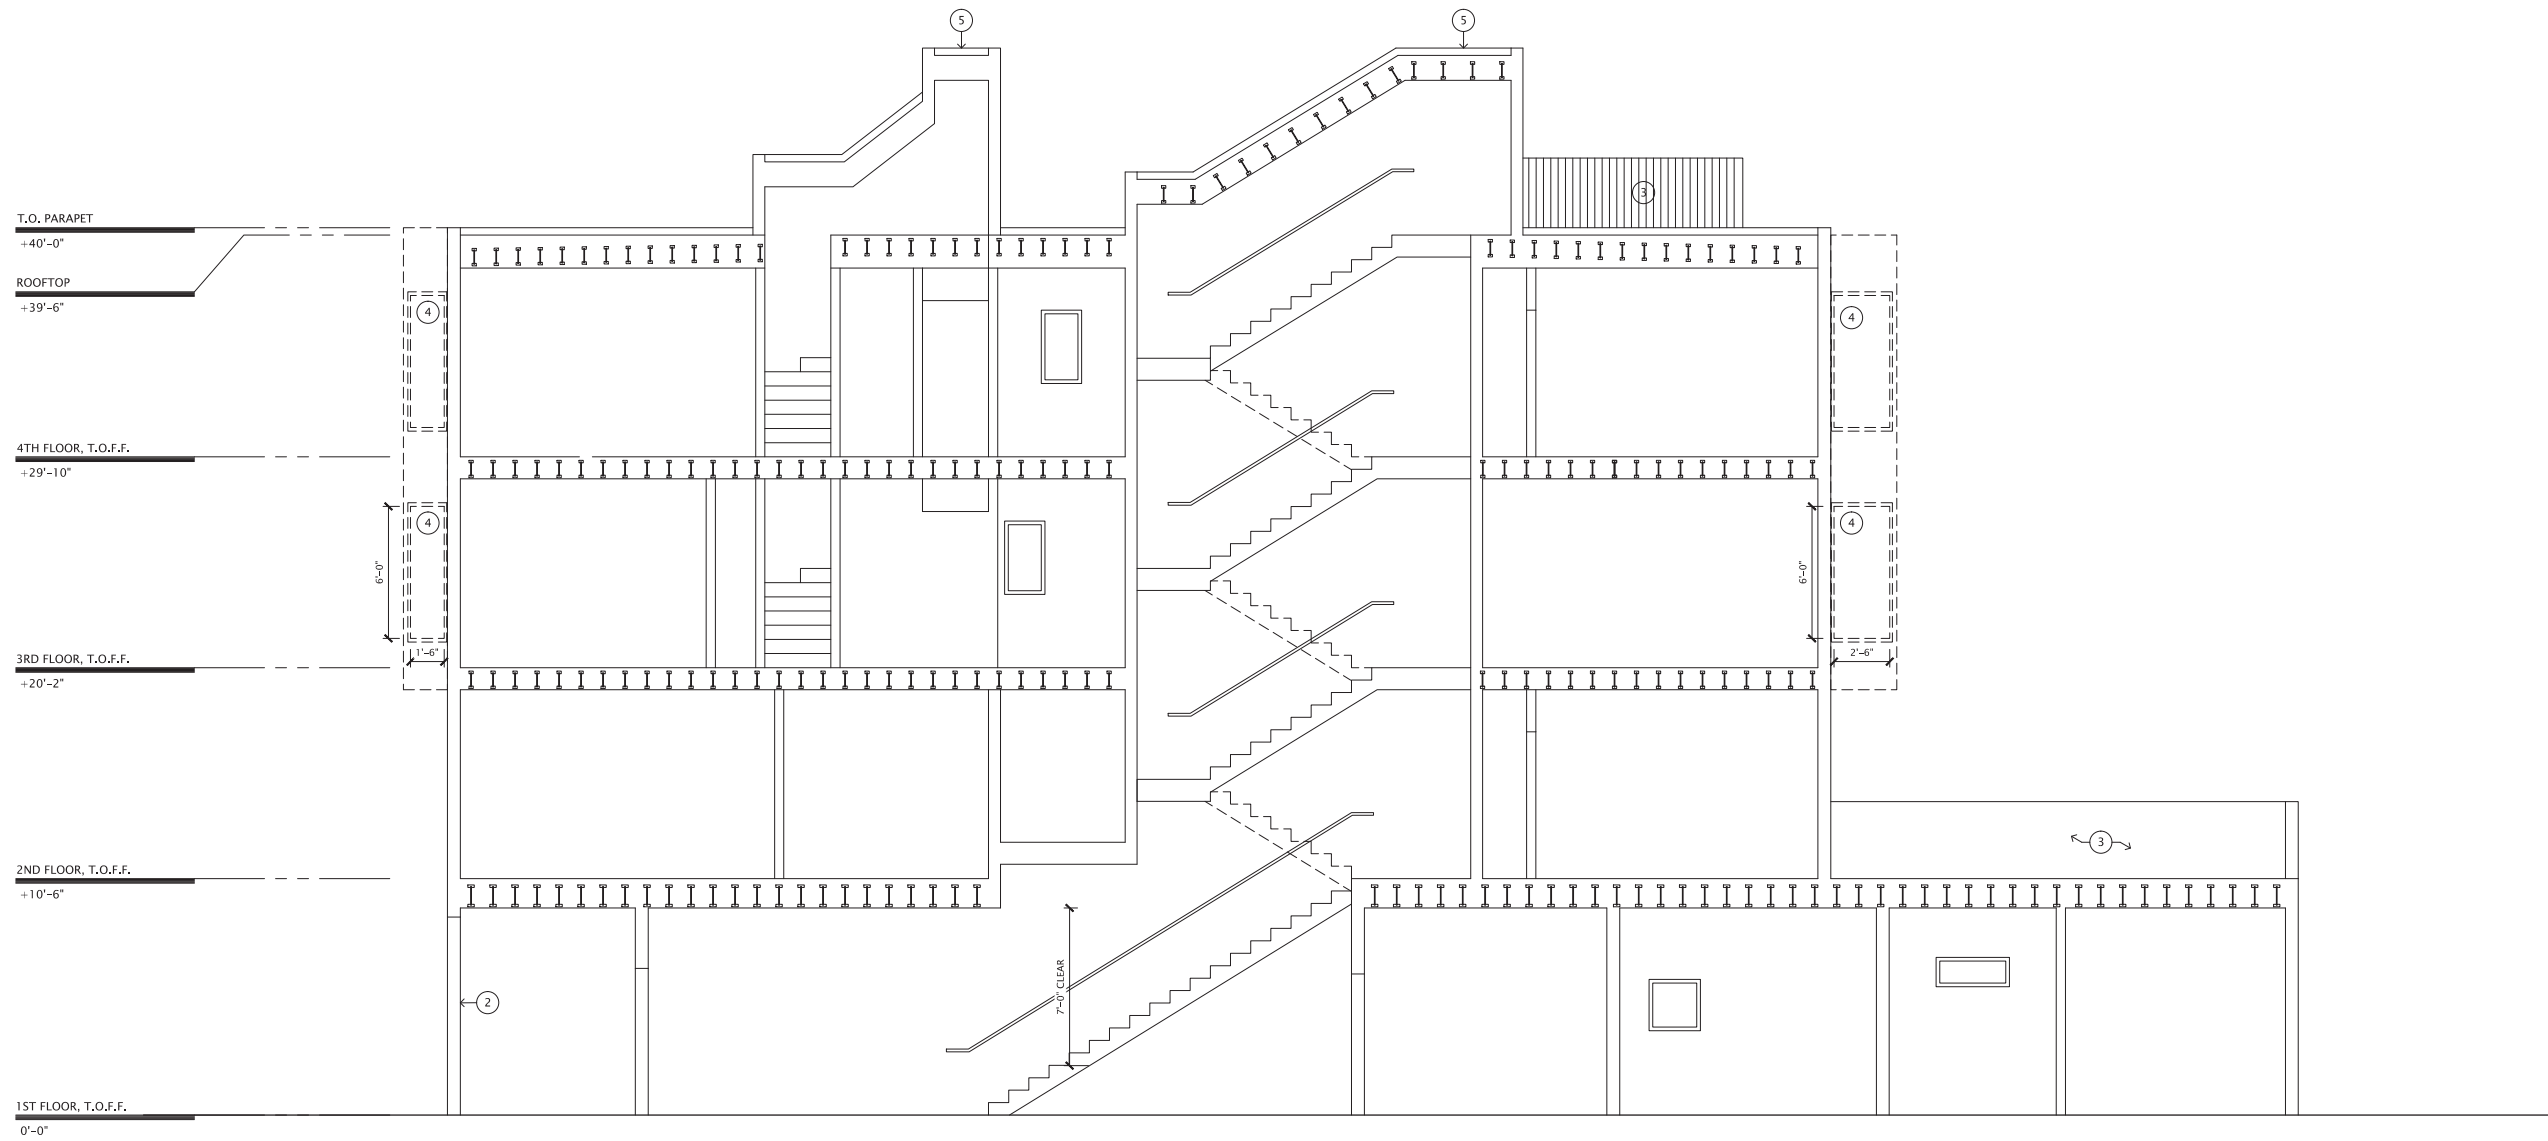 5
5
3
T.O. PARAPET
+40'-0"
ROOFTOP
+39'-6"
4
4
4TH FLOOR, T.O.F.F.
+29'-10"
4
4
6'-0"
6'-0"
1'-6"
2'-6"
3RD FLOOR, T.O.F.F.
+20'-2"
3
2ND FLOOR, T.O.F.F.
+10'-6"
7'-0" CLEAR
2
1ST FLOOR, T.O.F.F.
0'-0"